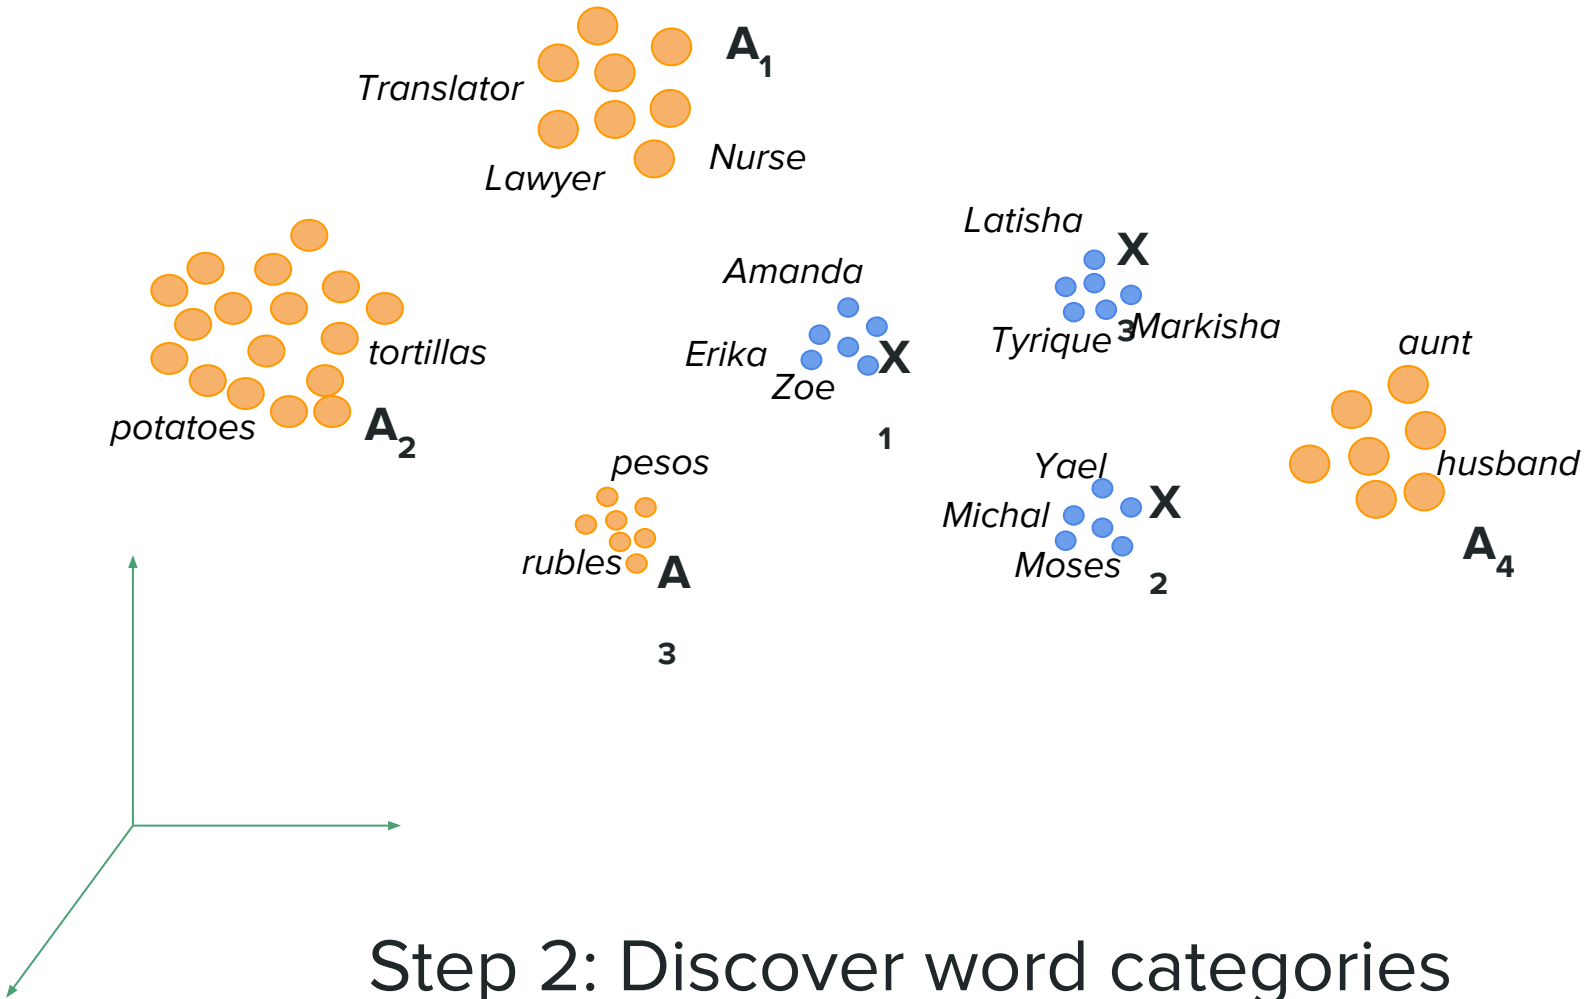 A1
Translator
Nurse
Lawyer
Latisha
X
3
Amanda
Tyrique
Markisha
Erika
X
1
Zoe
tortillas
potatoes
A2
aunt
husband
A4
pesos
rubles
A
3
Yael
X
2
Michal
Moses
Step 2: Discover word categories